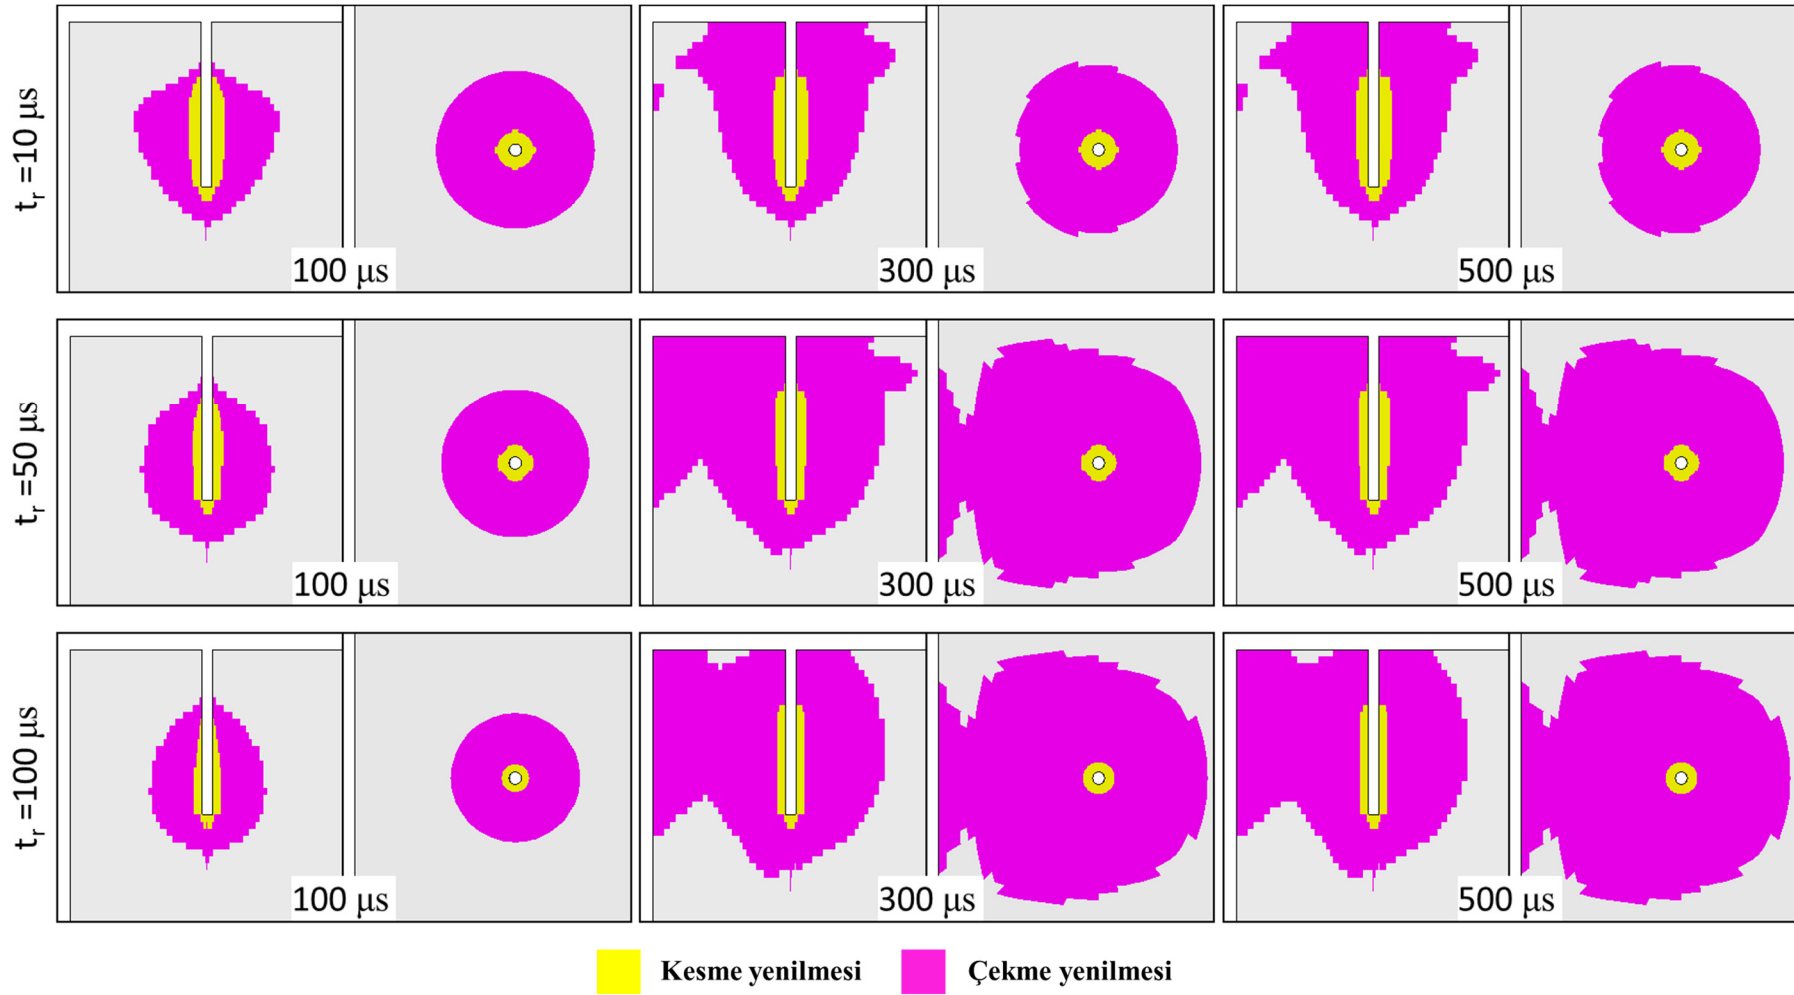 t_r =10 µs
100 µs
300 µs
500 µs
t_r =50 µs
100 µs
300 µs
500 µs
t_r =100 µs
100 µs
300 µs
500 µs
Kesme yenilmesi
Çekme yenilmesi